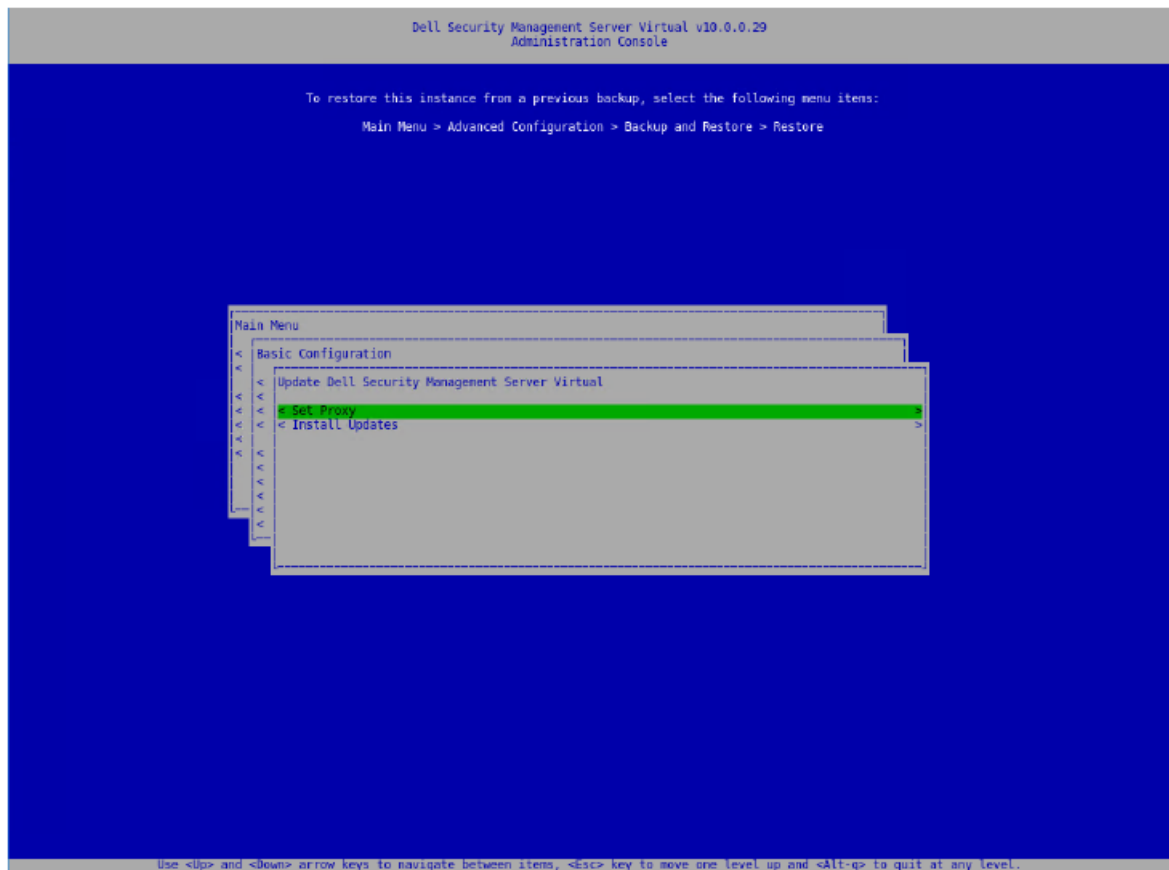 Dell Security Management Server Virtual v10.0.0.29
Administration Console
To restore this instance from a previous backup, select the following menu items:
Main Menu > Advanced Configuration > Backup and Restore > Restore
Main Menu
< Basic Configuration
<
< Update Dell Security Management Server Virtual
< <
< < < Set Proxy >
< < < Install Updates >
<
< <
<
<
<
<
<
Use <Up> and <Down> arrow keys to navigate between items, <Esc> key to move one level up and <Alt-q> to quit at any level.